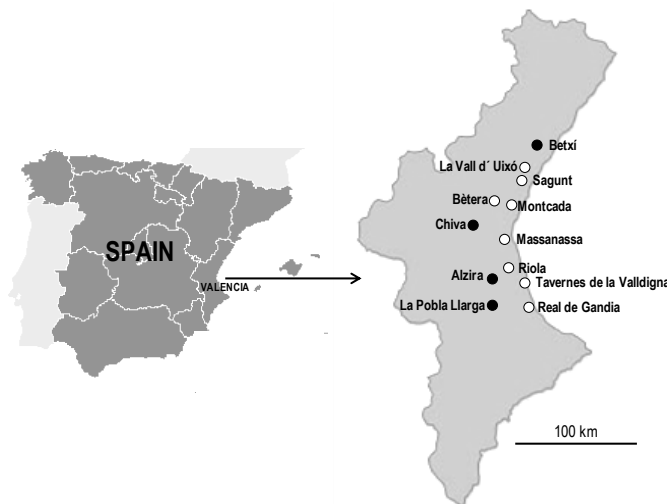 SPAIN
VALENCIA
Betxí
La Vall d´ Uixó
Sagunt
Bètera
Montcada
Chiva
Massanassa
Riola
Alzira
Tavernes de la Valldigna
La Pobla Llarga
Real de Gandia
100 km